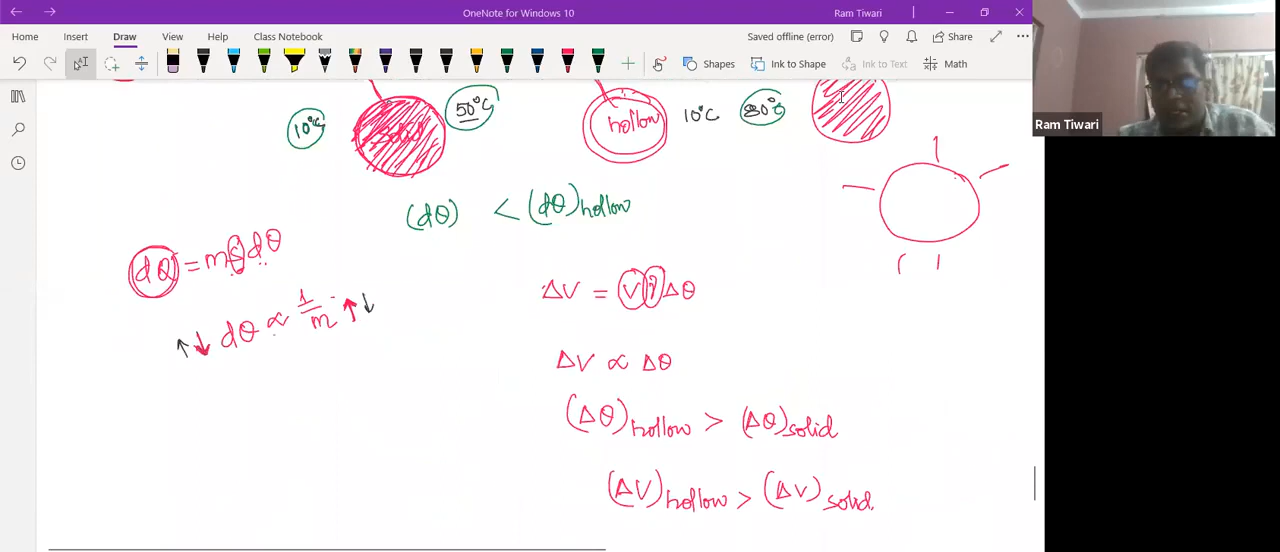 OneNote for Windows 10
Ram Tiwari
Home Insert Draw View Help Class Notebook
Saved offline (error)
Share
Shapes
Ink to Shape
Ink to Text
Math
Ram Tiwari
10°C
solid
50°C
hollow
10°C
80°C
(dθ) < (dθ)hollow
dQ = msdθ
dθ ∝ 1/m
ΔV = VγΔθ
ΔV ∝ Δθ
(Δθ)hollow > (Δθ)solid
(ΔV)hollow > (ΔV)solid